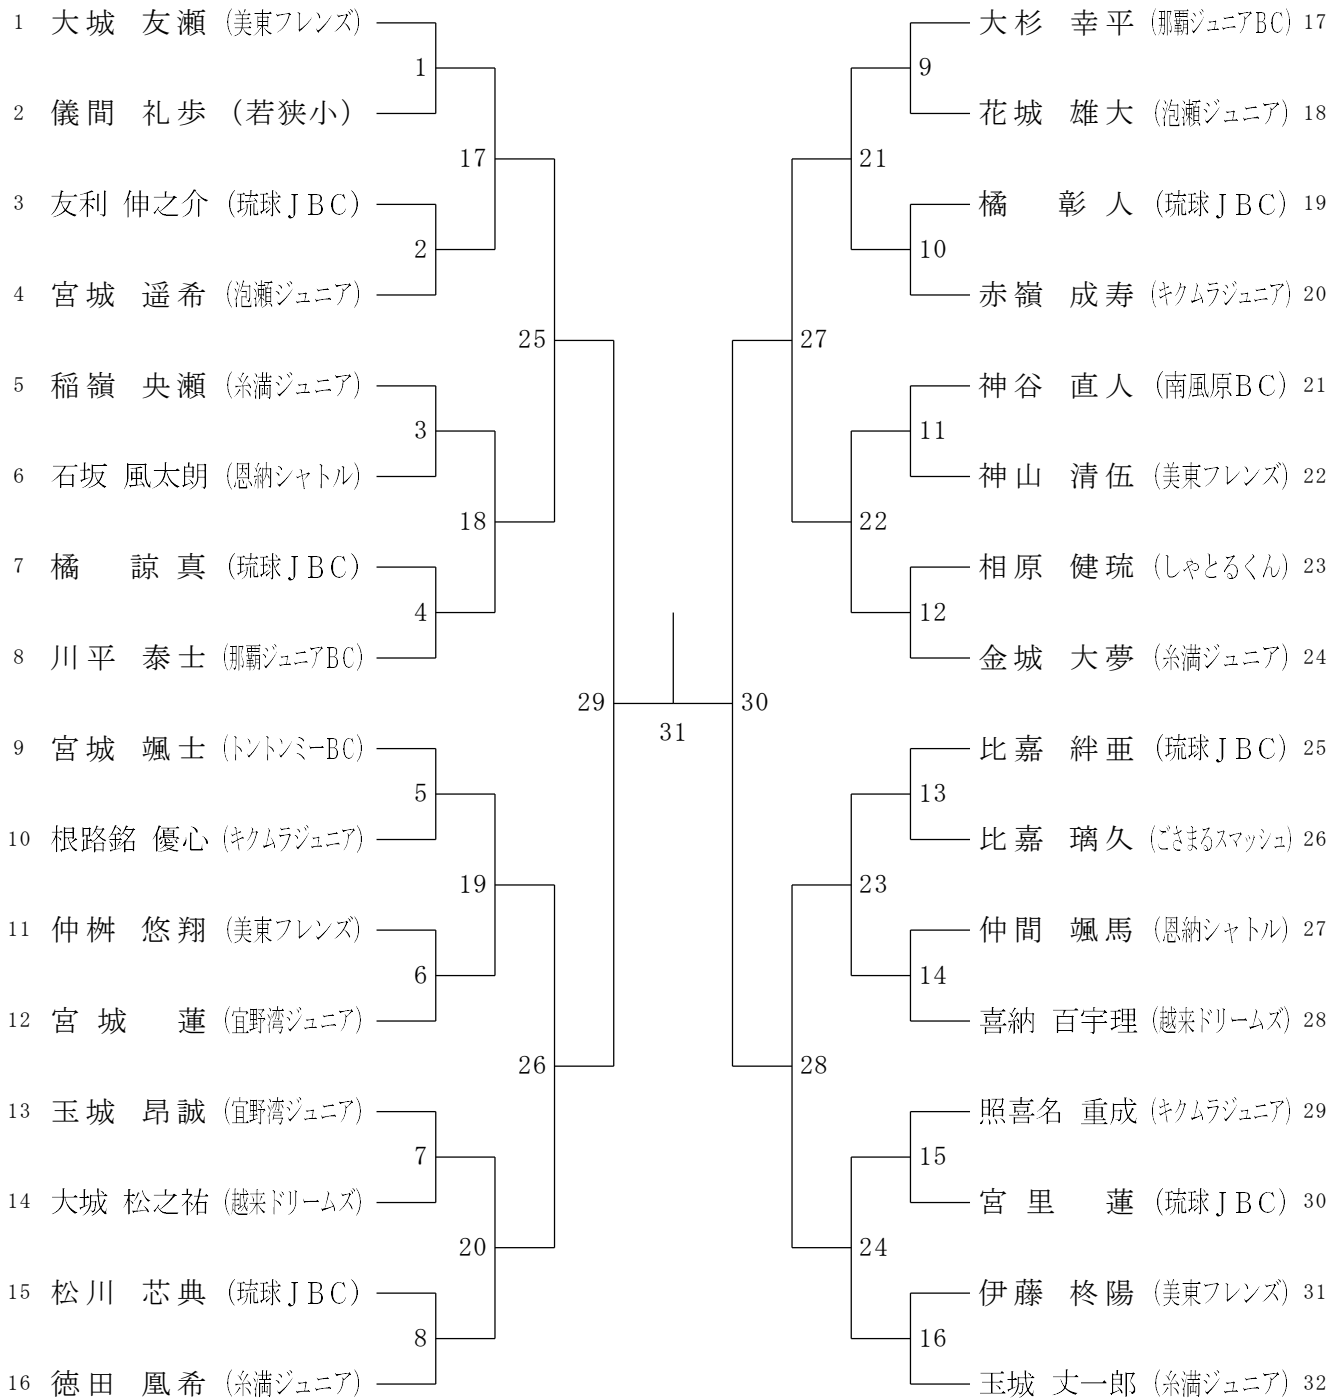 1 大城 友瀬 (美東フレンズ)
2 儀間 礼歩 (若狭小)
3 友利 伸之介 (琉球JBC)
4 宮城 遥希 (泡瀬ジュニア)
5 稲嶺 央瀬 (糸満ジュニア)
6 石坂 風太朗 (恩納シャトル)
7 橘 諒真 (琉球JBC)
8 川平 泰士 (那覇ジュニアBC)
9 宮城 颯士 (トントンミーBC)
10 根路銘 優心 (キクムラジュニア)
11 仲桝 悠翔 (美東フレンズ)
12 宮城 蓮 (宜野湾ジュニア)
13 玉城 昂誠 (宜野湾ジュニア)
14 大城 松之祐 (越来ドリームズ)
15 松川 芯典 (琉球JBC)
16 徳田 凰希 (糸満ジュニア)
1
2
3
4
5
6
7
8
17
18
19
20
25
26
29
31
30
27
28
21
22
23
24
9
10
11
12
13
14
15
16
大杉 幸平 (那覇ジュニアBC) 17
花城 雄大 (泡瀬ジュニア) 18
橘 彰人 (琉球JBC) 19
赤嶺 成寿 (キクムラジュニア) 20
神谷 直人 (南風原BC) 21
神山 清伍 (美東フレンズ) 22
相原 健琉 (しゃとるくん) 23
金城 大夢 (糸満ジュニア) 24
比嘉 絆亜 (琉球JBC) 25
比嘉 璃久 (ごさまるスマッシュ) 26
仲間 颯馬 (恩納シャトル) 27
喜納 百宇理 (越来ドリームズ) 28
照喜名 重成 (キクムラジュニア) 29
宮里 蓮 (琉球JBC) 30
伊藤 柊陽 (美東フレンズ) 31
玉城 丈一郎 (糸満ジュニア) 32